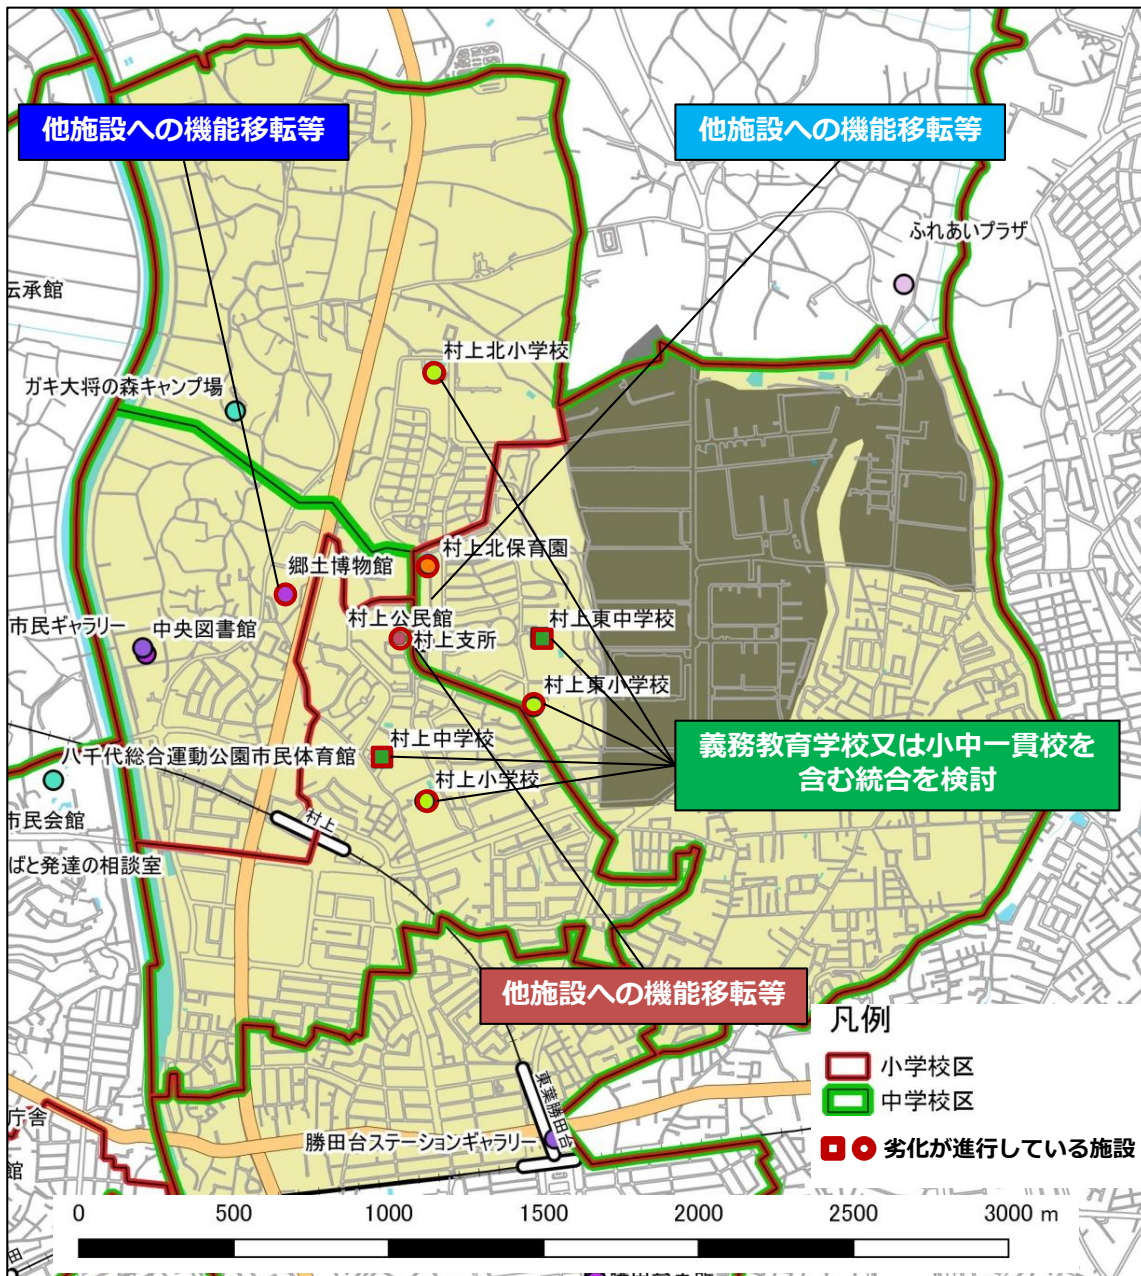 他施設への機能移転等
他施設への機能移転等
ふれあいプラザ
伝承館
村上北小学校
ガキ大将の森キャンプ場
村上北保育園
郷土博物館
村上公民館
村上支所
村上東中学校
市民ギャラリー
中央図書館
村上東小学校
村上中学校
八千代総合運動公園市民体育館
村上小学校
義務教育学校又は小中一貫校を
含む統合を検討
市民会館
村上
ばと発達の相談室
他施設への機能移転等
凡例
小学校区
中学校区
劣化が進行している施設
東葉勝田台
庁舎
勝田台ステーションギャラリー
館
0 500 1000 1500 2000 2500 3000 m
田